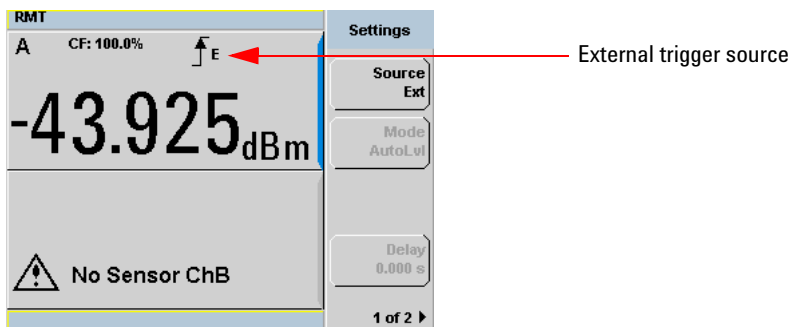 RMT
A CF: 100.0% E
-43.925dBm
No Sensor ChB
Settings
Source
Ext
Mode
AutoLvl
Delay
0.000 s
1 of 2
External trigger source